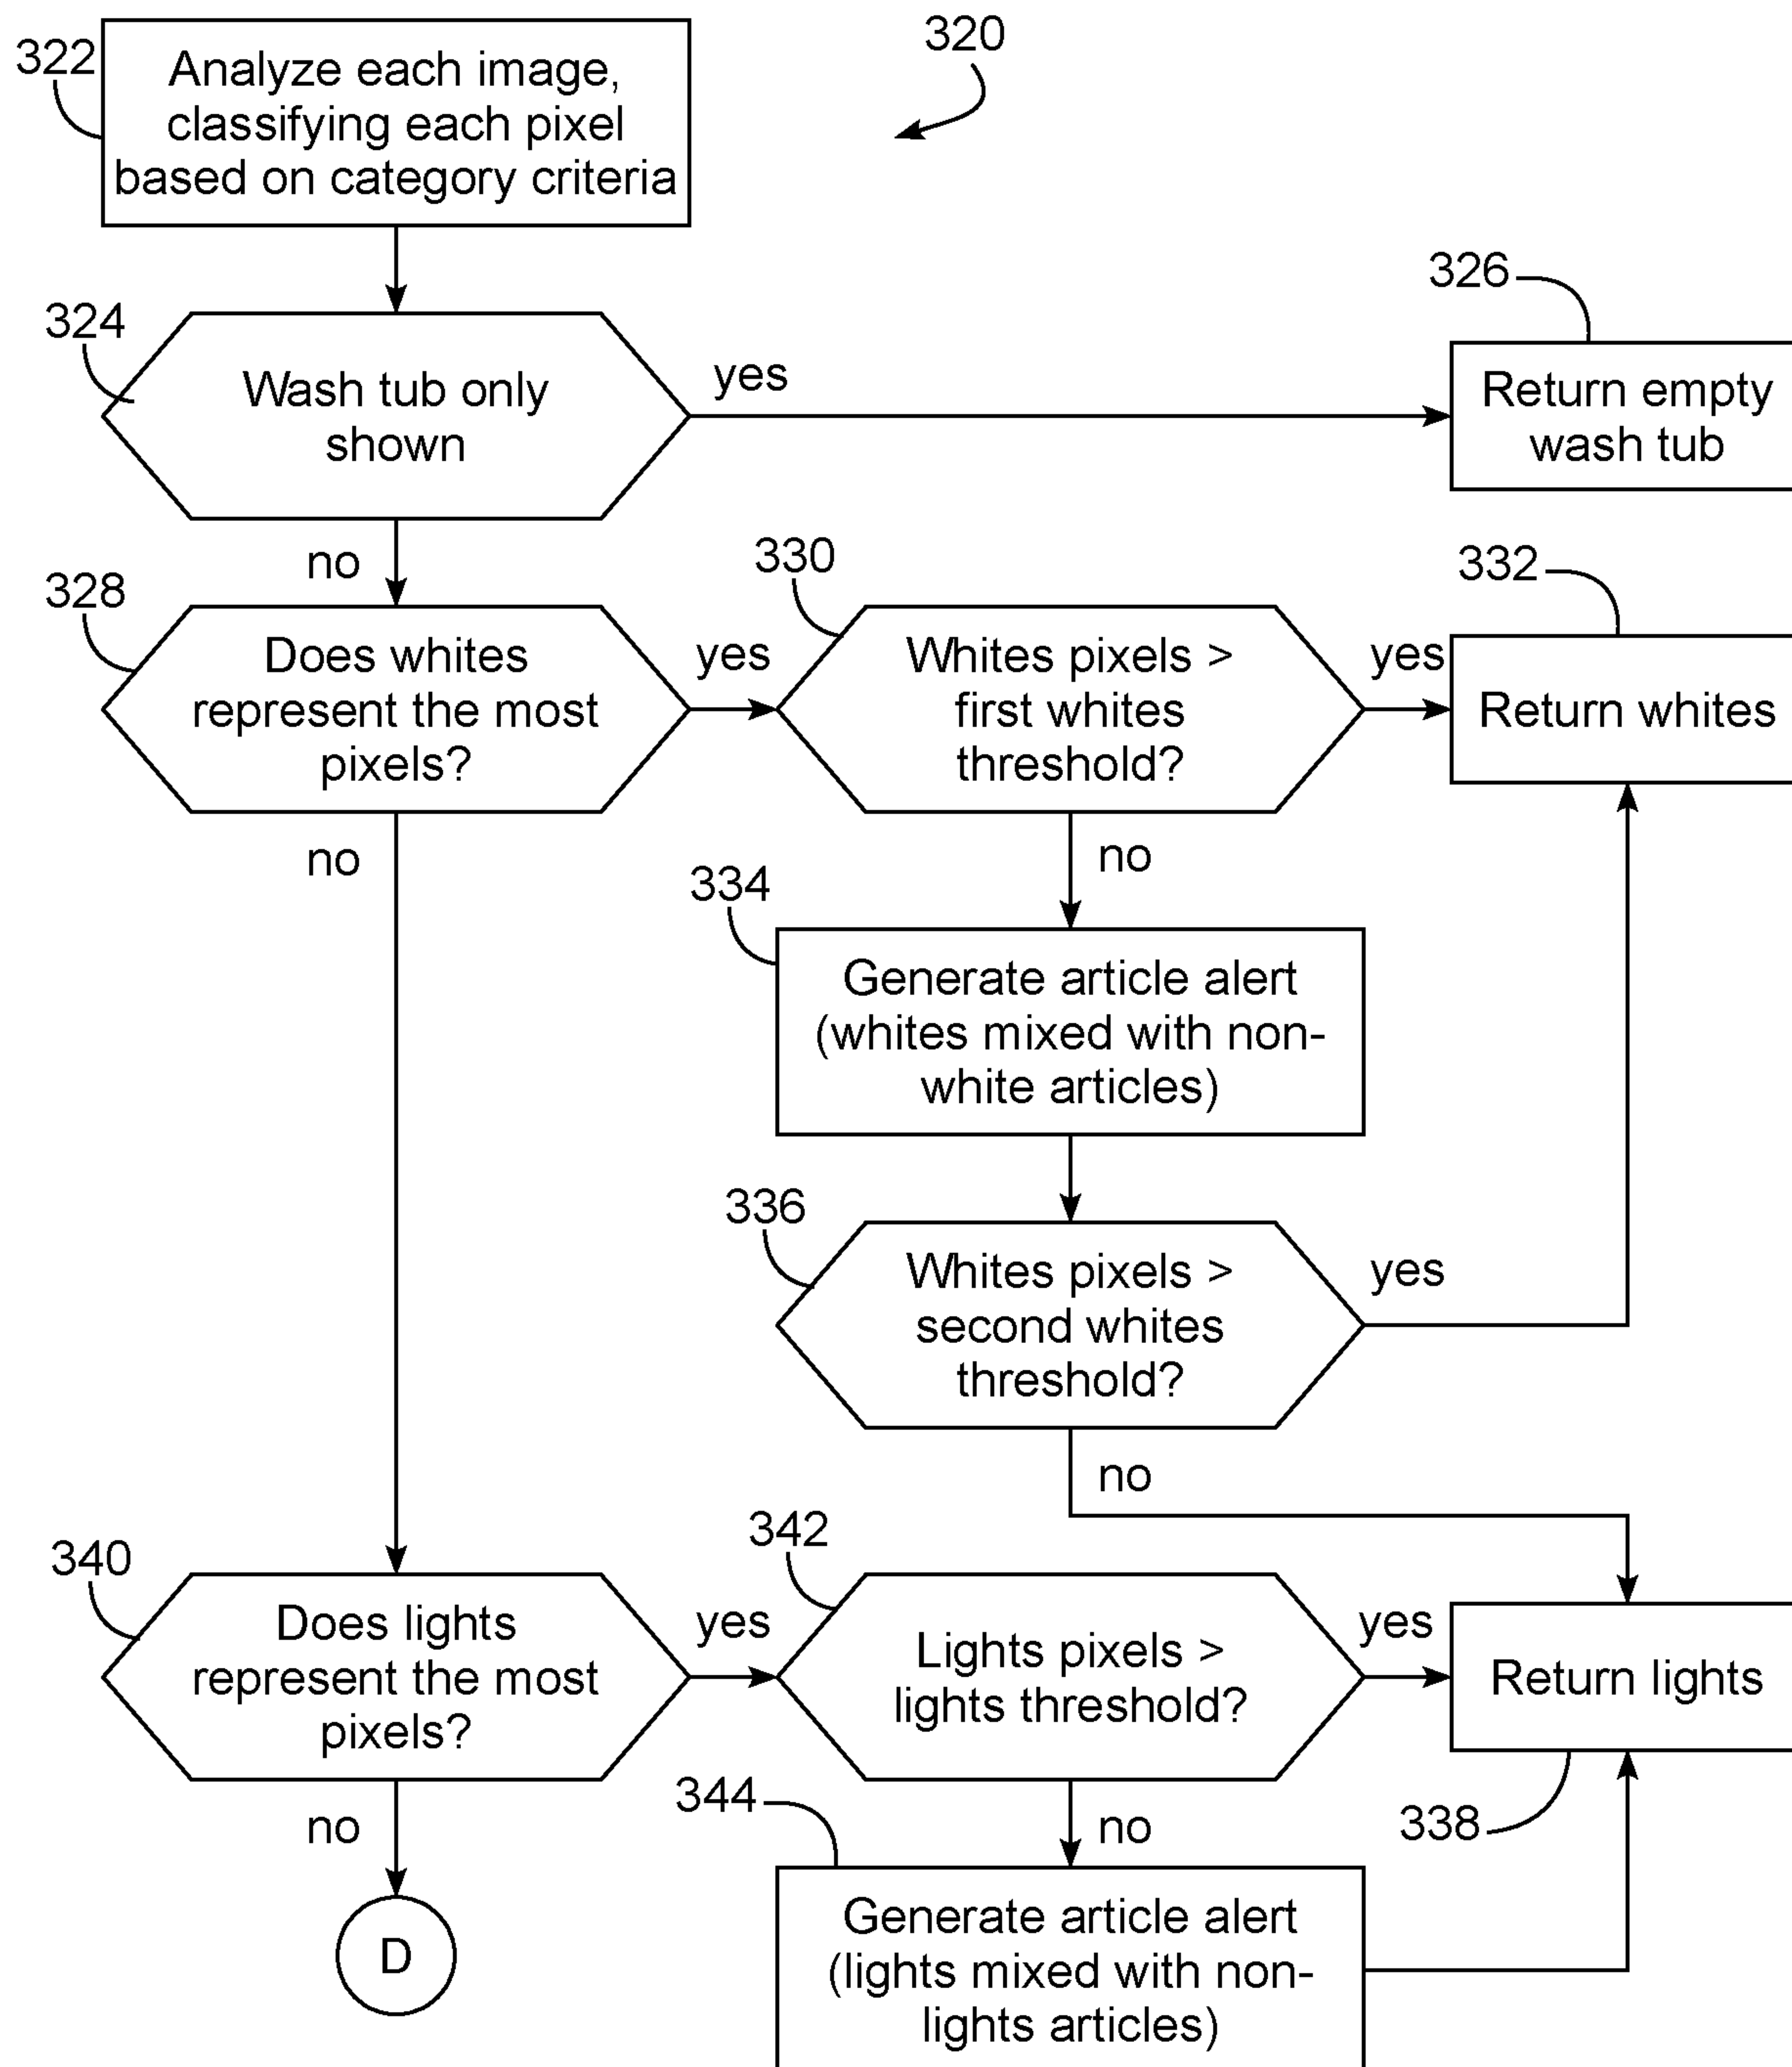 320
322
Analyze each image,
classifying each pixel
based on category criteria
324
Wash tub only
shown
yes
326
Return empty
wash tub
no
328
Does whites
represent the most
pixels?
yes
330
Whites pixels >
first whites
threshold?
yes
332
Return whites
no
no
334
Generate article alert
(whites mixed with non-
white articles)
336
Whites pixels >
second whites
threshold?
yes
no
340
Does lights
represent the most
pixels?
yes
342
Lights pixels >
lights threshold?
yes
Return lights
338
no
no
344
Generate article alert
(lights mixed with non-
lights articles)
D